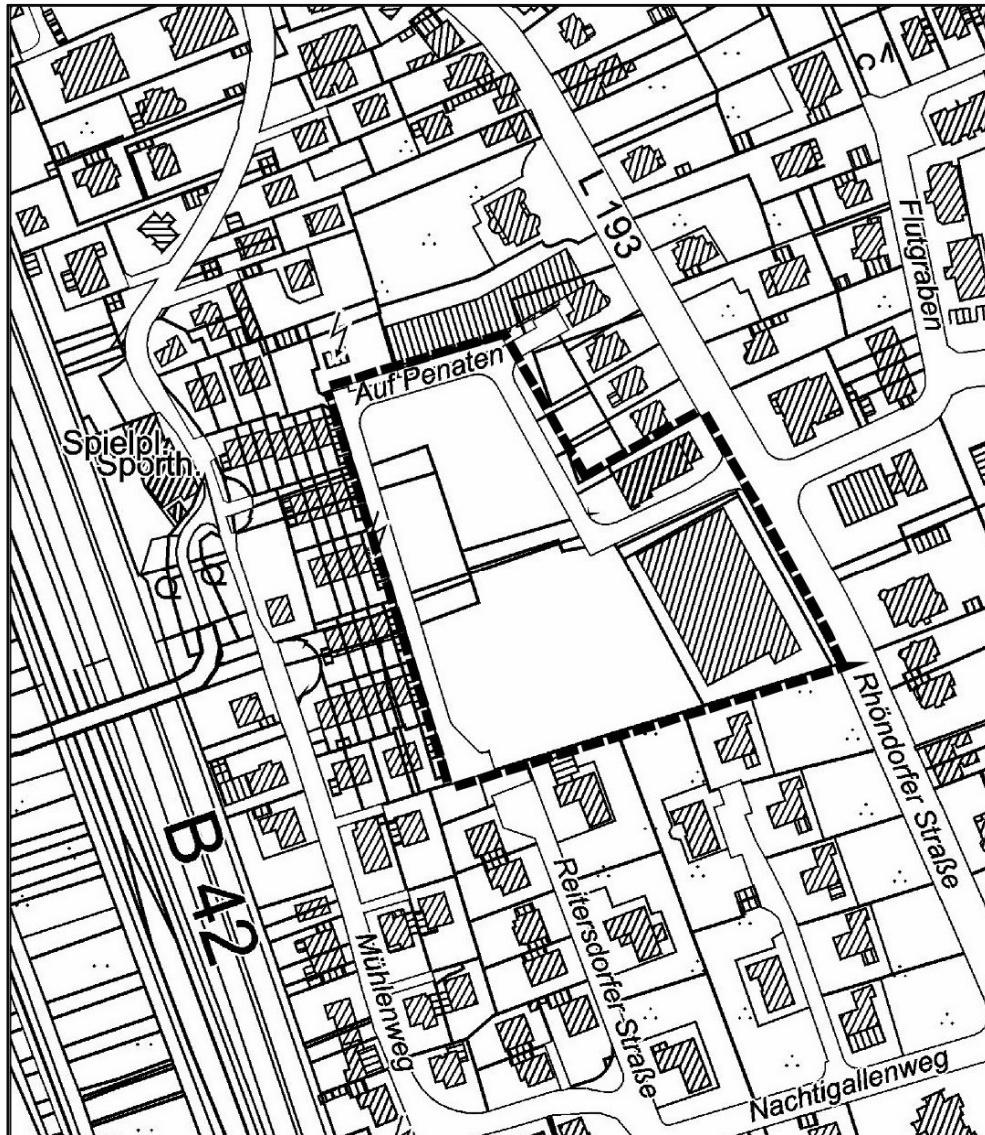 L 193
Flutgraben
Auf Penaten
Spielpl.
Sporth.
Rhöndorfer Straße
B 42
Reitersdorfer Straße
Mühlenweg
Nachtigallenweg